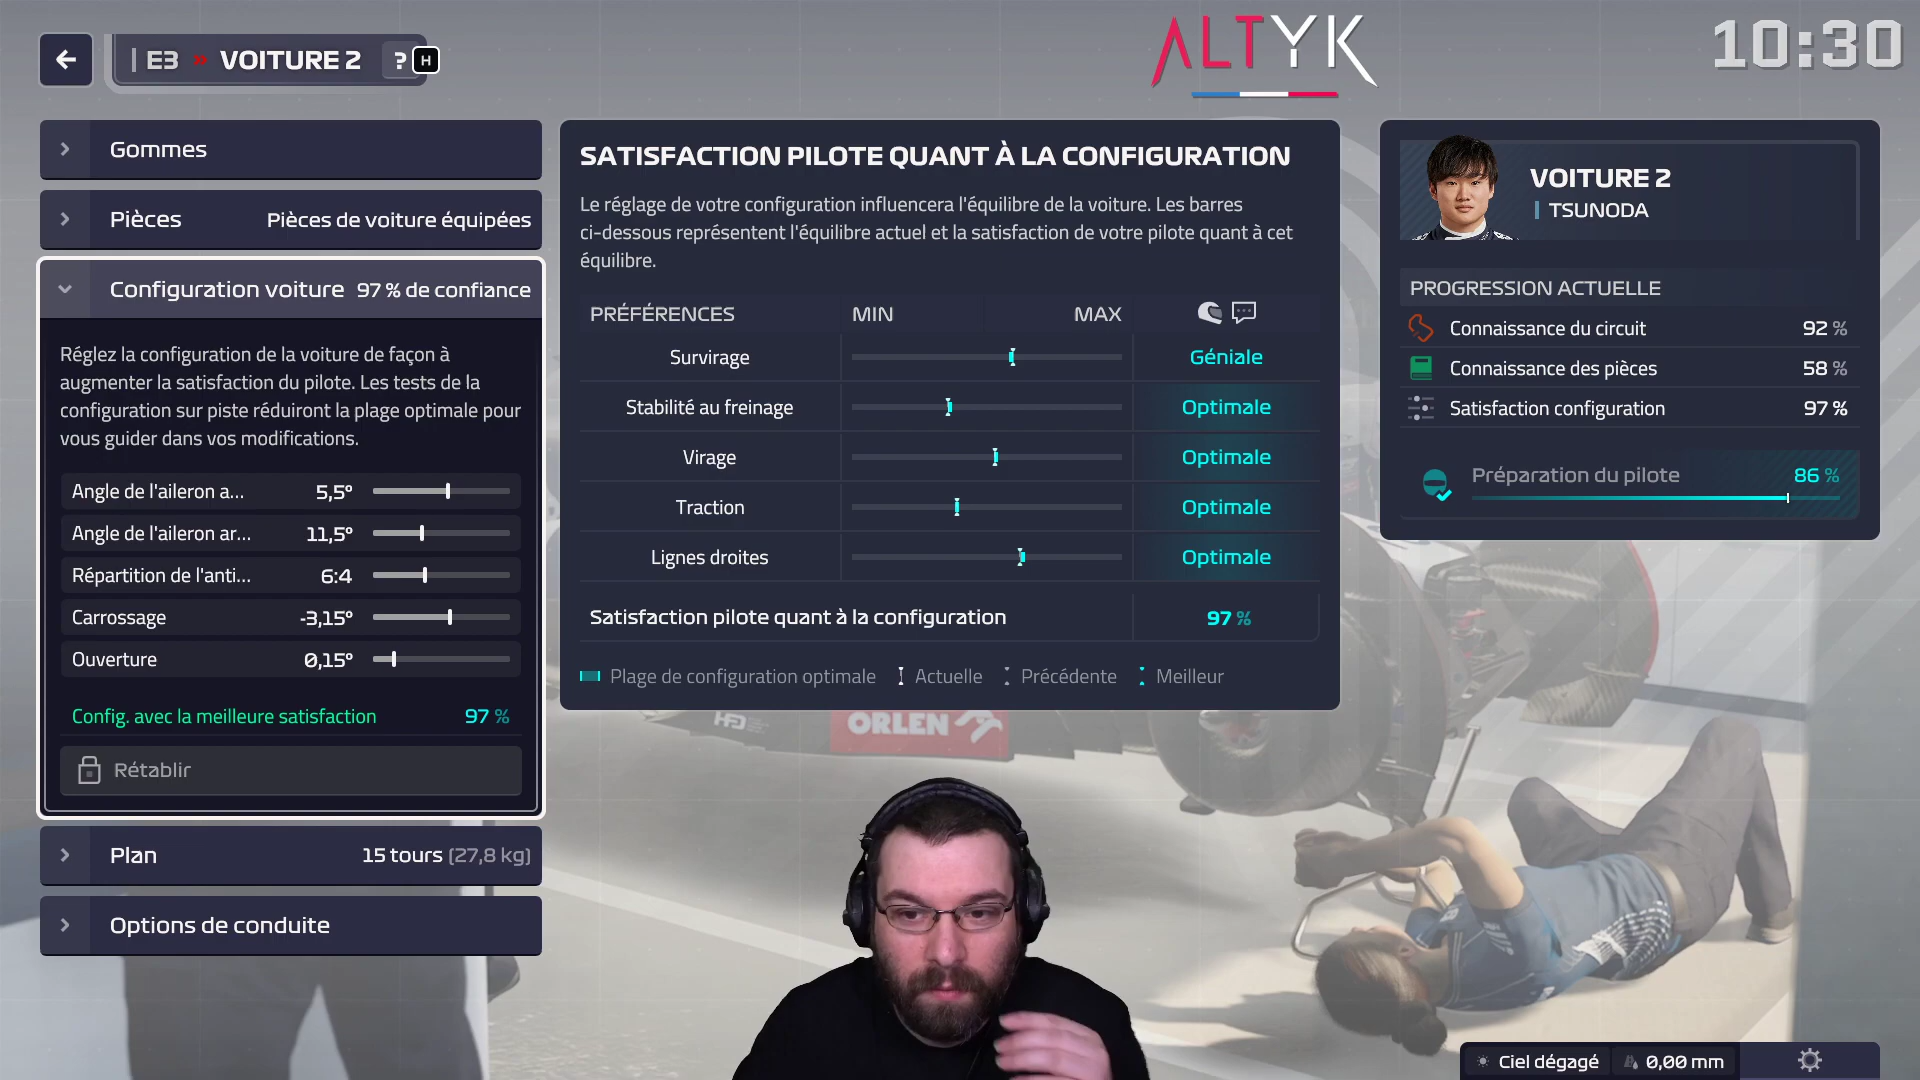 E3 » VOITURE 2 ? H
ALTYK
10:30
Gommes
Pièces Pièces de voiture équipées
Configuration voiture 97 % de confiance
Réglez la configuration de la voiture de façon à
augmenter la satisfaction du pilote. Les tests de la
configuration sur piste réduiront la plage optimale pour
vous guider dans vos modifications.
Angle de l'aileron a... 5,5°
Angle de l'aileron ar... 11,5°
Répartition de l'anti... 6:4
Carrossage -3,15°
Ouverture 0,15°
Config. avec la meilleure satisfaction 97 %
Rétablir
Plan 15 tours (27,8 kg)
Options de conduite
SATISFACTION PILOTE QUANT À LA CONFIGURATION
Le réglage de votre configuration influencera l'équilibre de la voiture. Les barres
ci-dessous représentent l'équilibre actuel et la satisfaction de votre pilote quant à cet
équilibre.
PRÉFÉRENCES MIN MAX
Survirage Géniale
Stabilité au freinage Optimale
Virage Optimale
Traction Optimale
Lignes droites Optimale
Satisfaction pilote quant à la configuration 97 %
Plage de configuration optimale Actuelle Précédente Meilleur
VOITURE 2
TSUNODA
PROGRESSION ACTUELLE
Connaissance du circuit 92 %
Connaissance des pièces 58 %
Satisfaction configuration 97 %
Préparation du pilote 86 %
HFD
ORLEN
Ciel dégagé 0,00 mm